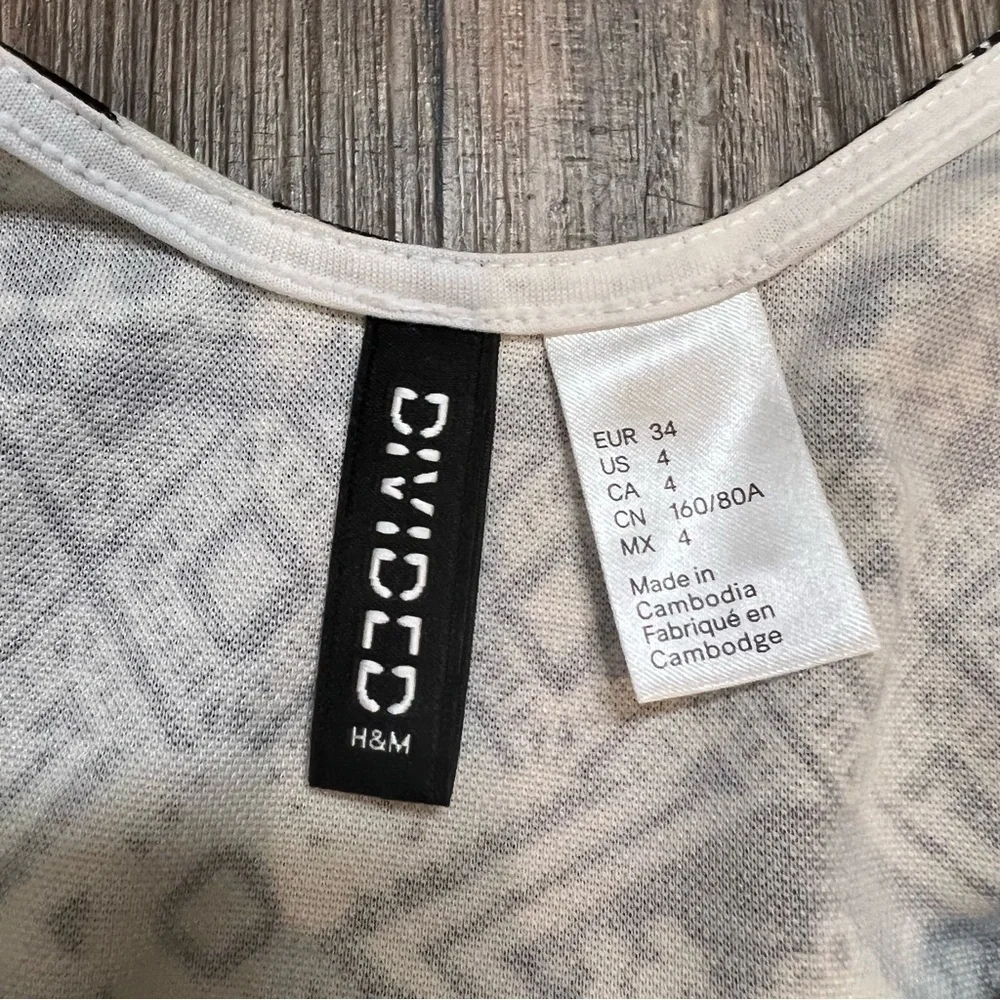 DIVIDED
H&M
EUR 34
US 4
CA 4
CN 160/80A
MX 4
Made in
Cambodia
Fabriqué en
Cambodge